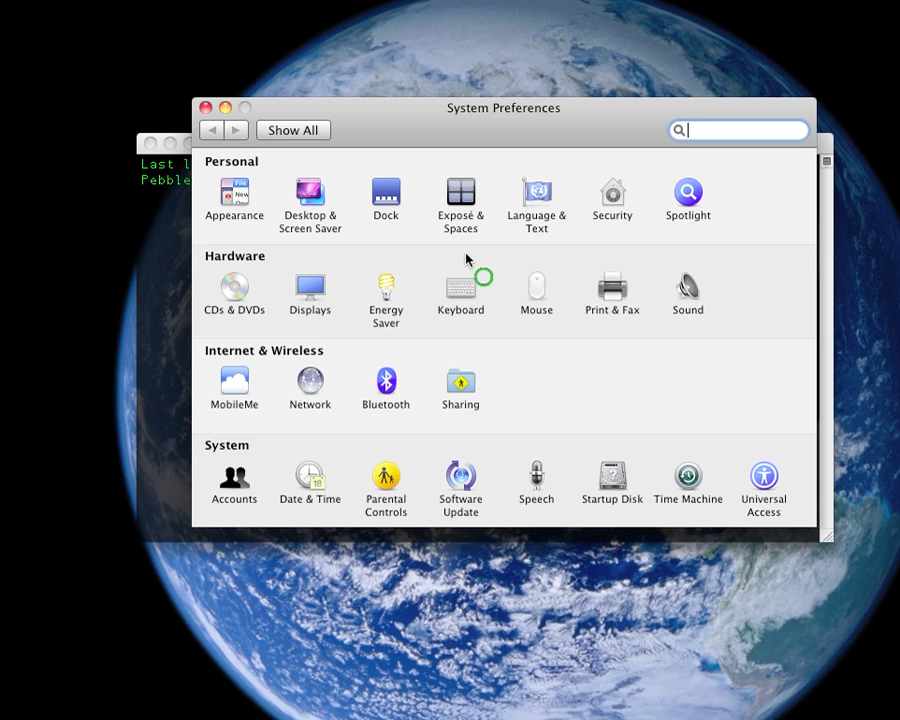 System Preferences
Show All
Last l
Pebble
Personal
Appearance
Desktop &
Screen Saver
Dock
Exposé &
Spaces
Language &
Text
Security
Spotlight
Hardware
CDs & DVDs
Displays
Energy
Saver
Keyboard
Mouse
Print & Fax
Sound
Internet & Wireless
MobileMe
Network
Bluetooth
Sharing
System
Accounts
Date & Time
Parental
Controls
Software
Update
Speech
Startup Disk
Time Machine
Universal
Access